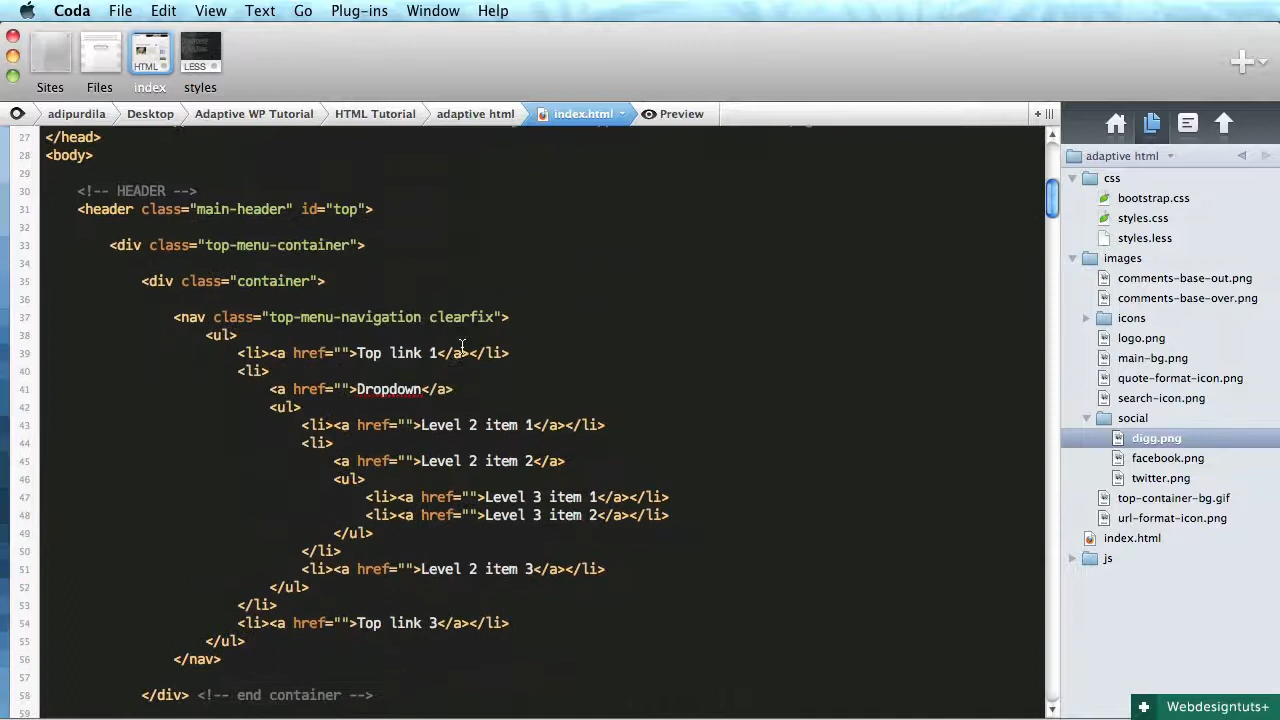 Coda File Edit View Text Go Plug-ins Window Help
HTML LESS
Sites Files index styles
adipurdila Desktop Adaptive WP Tutorial HTML Tutorial adaptive html index.html Preview
27 </head>
28 <body>
29
30 <!-- HEADER -->
31 <header class="main-header" id="top">
32
33 <div class="top-menu-container">
34
35 <div class="container">
36
37 <nav class="top-menu-navigation clearfix">
38 <ul>
39 <li><a href="">Top link 1</a></li>
40 <li>
41 <a href="">Dropdown</a>
42 <ul>
43 <li><a href="">Level 2 item 1</a></li>
44 <li>
45 <a href="">Level 2 item 2</a>
46 <ul>
47 <li><a href="">Level 3 item 1</a></li>
48 <li><a href="">Level 3 item 2</a></li>
49 </ul>
50 </li>
51 <li><a href="">Level 2 item 3</a></li>
52 </ul>
53 </li>
54 <li><a href="">Top link 3</a></li>
55 </ul>
56 </nav>
57
58 </div> <!-- end container -->
59
adaptive html
css
bootstrap.css
styles.css
styles.less
images
comments-base-out.png
comments-base-over.png
icons
logo.png
main-bg.png
quote-format-icon.png
search-icon.png
social
digg.png
facebook.png
twitter.png
top-container-bg.gif
url-format-icon.png
index.html
js
Webdesigntuts+